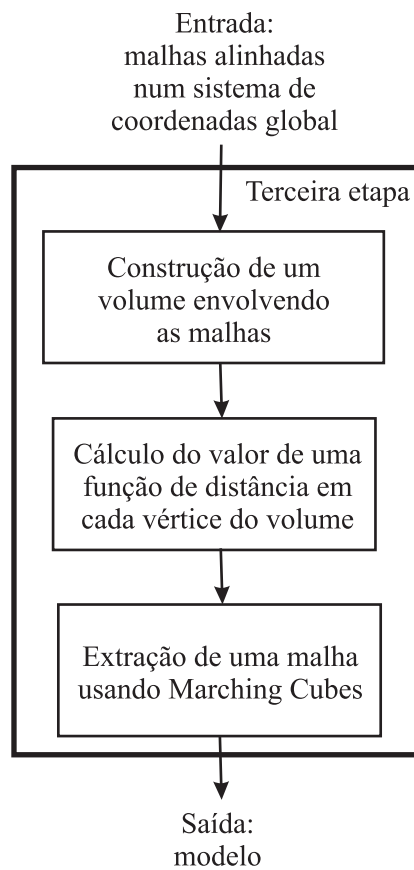 Entrada:
malhas alinhadas
num sistema de
coordenadas global
Terceira etapa
Construção de um
volume envolvendo
as malhas
Cálculo do valor de uma
função de distância em
cada vértice do volume
Extração de uma malha
usando Marching Cubes
Saída:
modelo